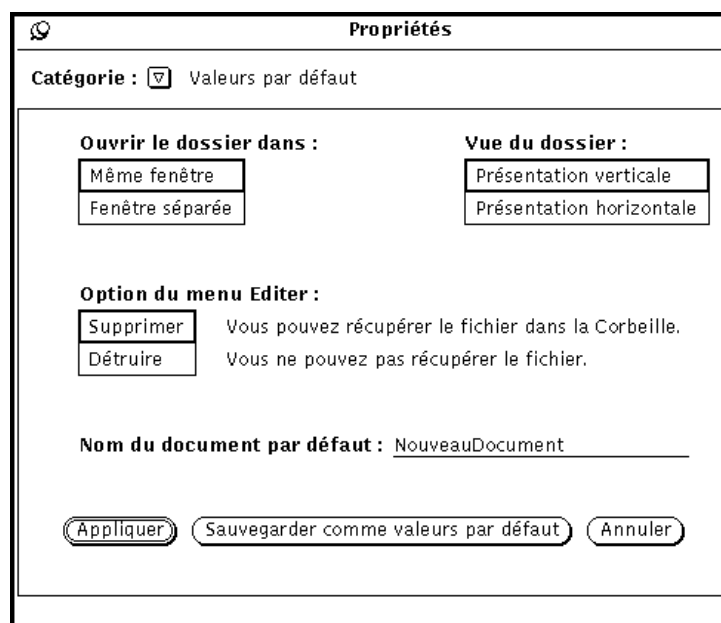 Propriétés
Catégorie : Valeurs par défaut
Ouvrir le dossier dans : Vue du dossier :
Même fenêtre Présentation verticale
Fenêtre séparée Présentation horizontale
Option du menu Editer :
Supprimer Vous pouvez récupérer le fichier dans la Corbeille.
Détruire Vous ne pouvez pas récupérer le fichier.
Nom du document par défaut : NouveauDocument
Appliquer Sauvegarder comme valeurs par défaut Annuler